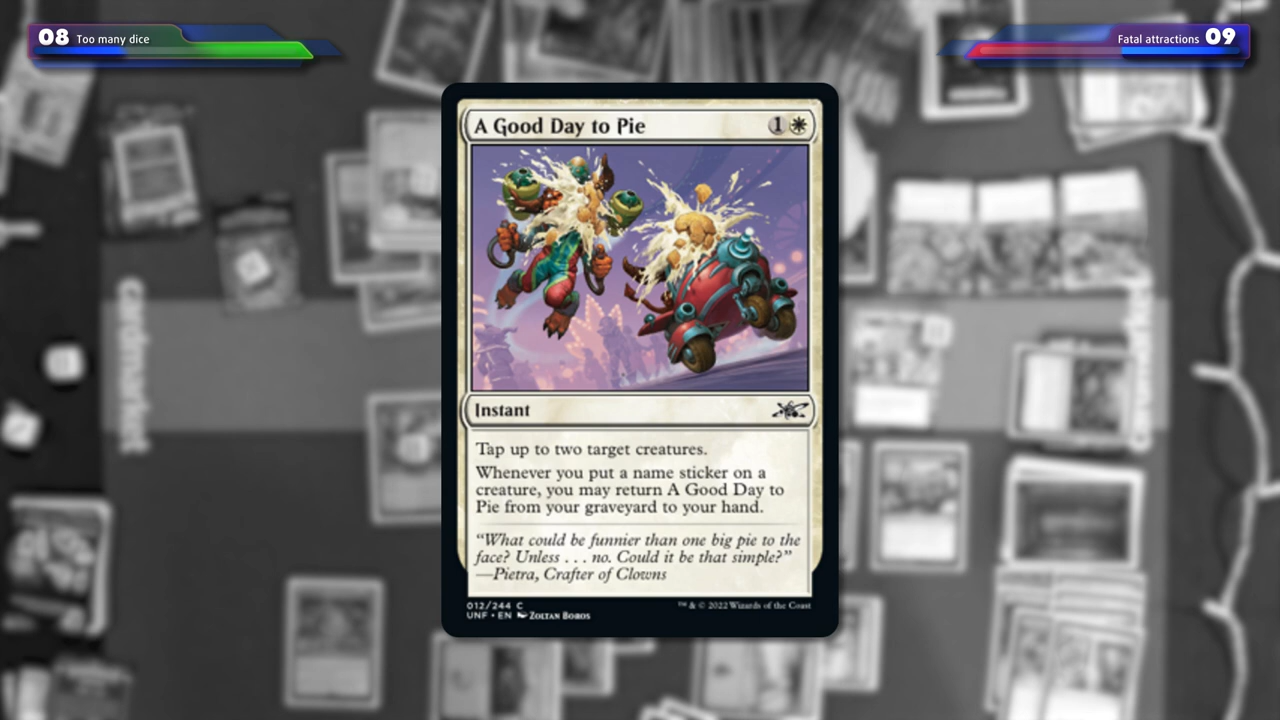 08 Too many dice
Fatal attractions 09
A Good Day to Pie 1
Instant
Tap up to two target creatures.
Whenever you put a name sticker on a
creature, you may return A Good Day to
Pie from your graveyard to your hand.
“What could be funnier than one big pie to the
face? Unless . . . no. Could it be that simple?”
—Pietra, Crafter of Clowns
012/244 C
UNF • EN Zoltan Boros
™ & © 2022 Wizards of the Coast
cardmarket